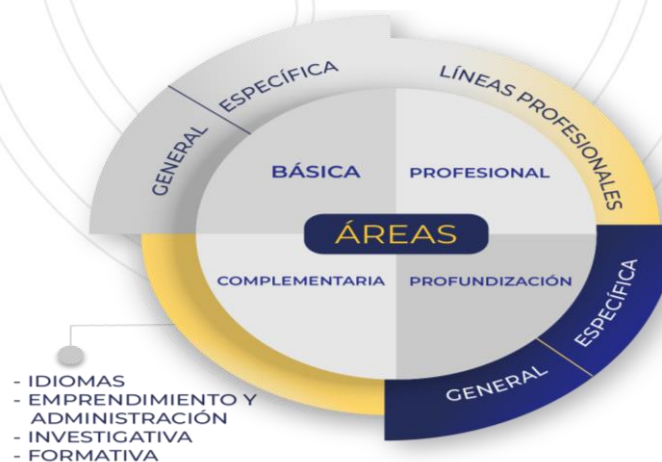 GENERAL
ESPECÍFICA
LÍNEAS PROFESIONALES
BÁSICA
PROFESIONAL
ÁREAS
COMPLEMENTARIA
PROFUNDIZACIÓN
GENERAL
ESPECÍFICA
- IDIOMAS
- EMPRENDIMIENTO Y
ADMINISTRACIÓN
- INVESTIGATIVA
- FORMATIVA